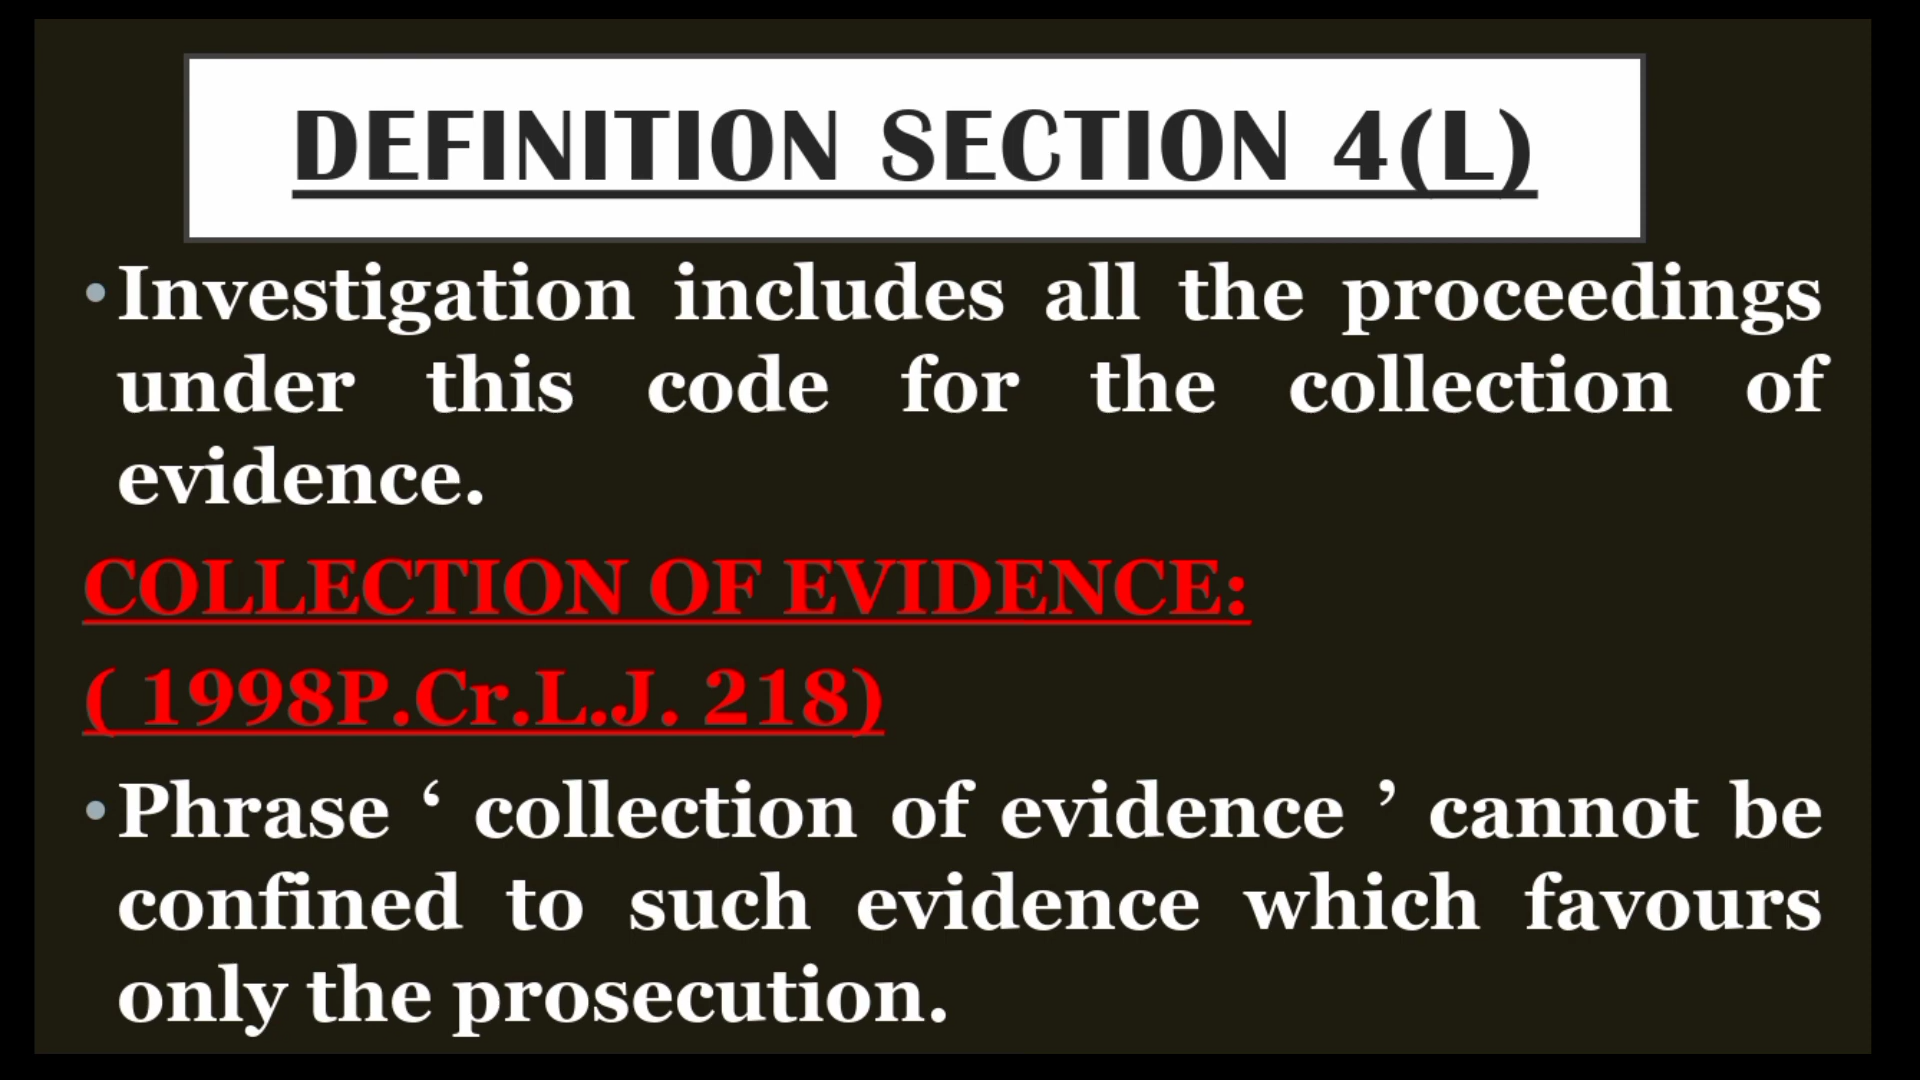 DEFINITION SECTION 4(L)
•Investigation includes all the proceedings
under this code for the collection of
evidence.
COLLECTION OF EVIDENCE:
( 1998P.Cr.L.J. 218)
•Phrase ‘ collection of evidence ’ cannot be
confined to such evidence which favours
only the prosecution.